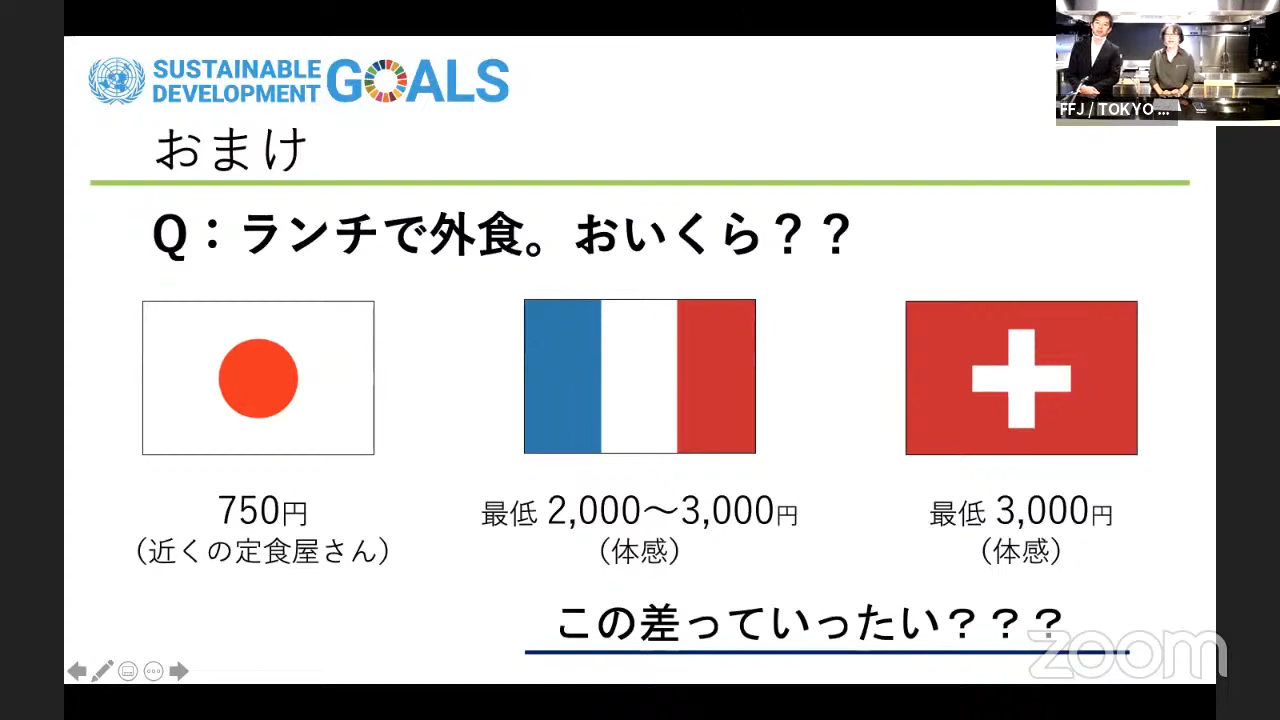 SUSTAINABLE
DEVELOPMENT
GOALS
FFJ / TOKYO ...
おまけ
Q：ランチで外食。おいくら？？
750円
（近くの定食屋さん）
最低 2,000～3,000円
（体感）
最低 3,000円
（体感）
この差っていったい？？？
zoom